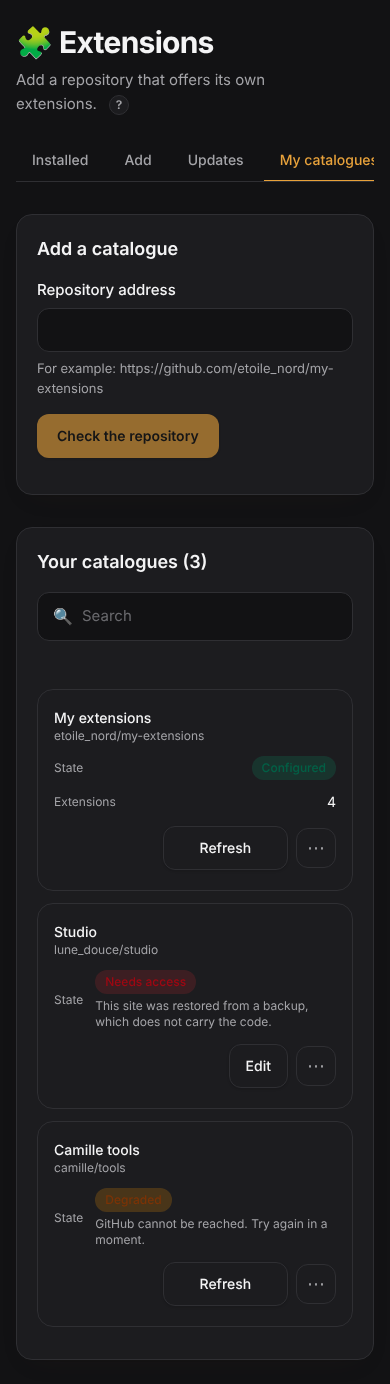 Extensions
Add a repository that offers its own
extensions. ?
Installed Add Updates My catalogues
Add a catalogue
Repository address
For example: https://github.com/etoile_nord/my-
extensions
Check the repository
Your catalogues (3)
Search
My extensions
etoile_nord/my-extensions
State Configured
Extensions 4
Refresh ···
Studio
lune_douce/studio
Needs access
State
This site was restored from a backup,
which does not carry the code.
Edit ···
Camille tools
camille/tools
Degraded
State
GitHub cannot be reached. Try again in a
moment.
Refresh ···